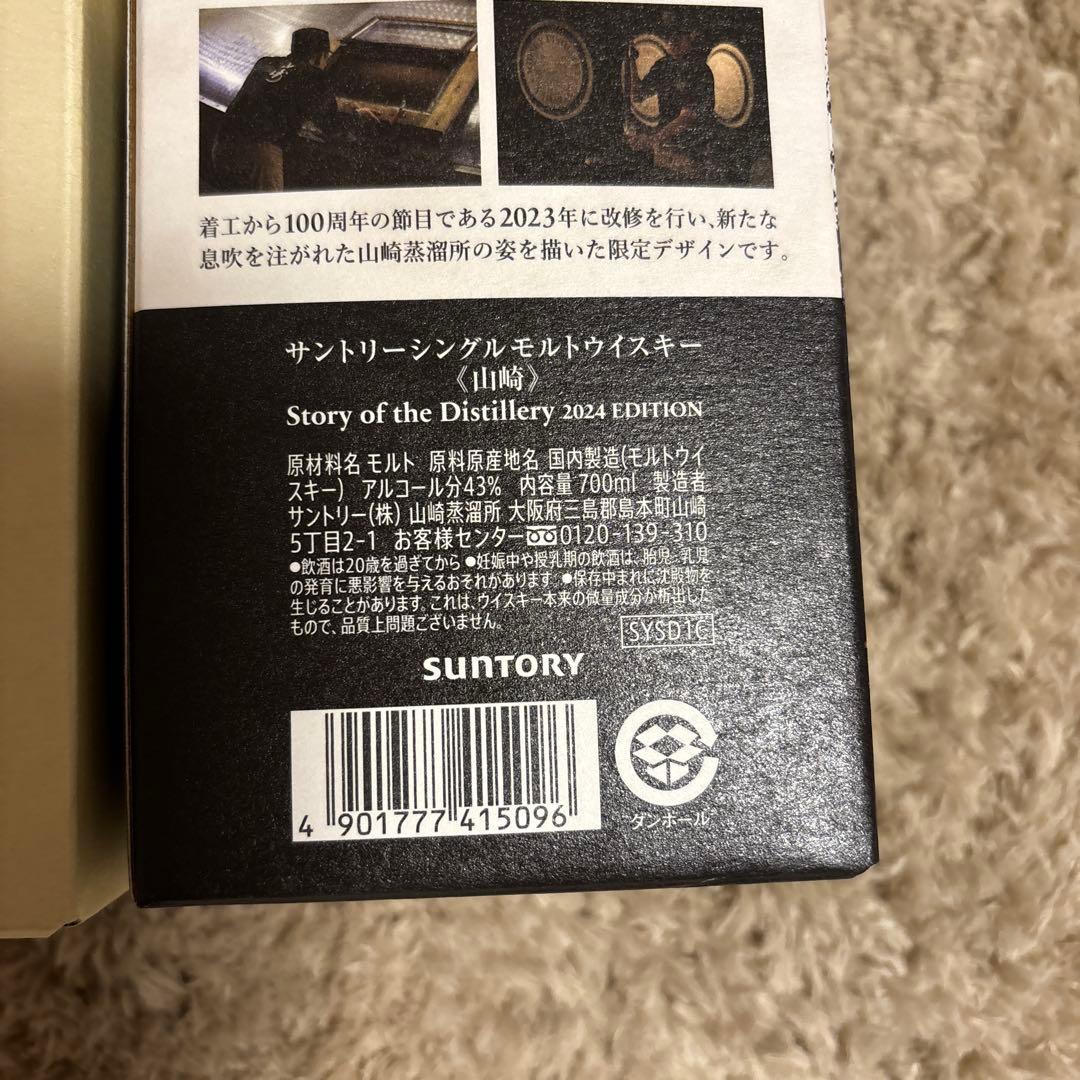 着工から100周年の節目である2023年に改修を行い、新たな
息吹を注がれた山崎蒸溜所の姿を描いた限定デザインです。
サントリーシングルモルトウイスキー
《山崎》
Story of the Distillery 2024 EDITION
原材料名 モルト 原料原産地名 国内製造(モルトウイ
スキー) アルコール分43% 内容量 700ml 製造者
サントリー(株) 山崎蒸溜所 大阪府三島郡島本町山崎
5丁目2-1 お客様センター 0120-139-310
●飲酒は20歳を過ぎてから ●妊娠中や授乳期の飲酒は、胎児・乳児
の発育に悪影響を与えるおそれがあります。●保存中まれに沈殿物を
生じることがあります。これは、ウイスキー本来の微量成分が析出した
もので、品質上問題ございません。
SYSD1C
SUNTORY
4 901777 415096
ダンボール